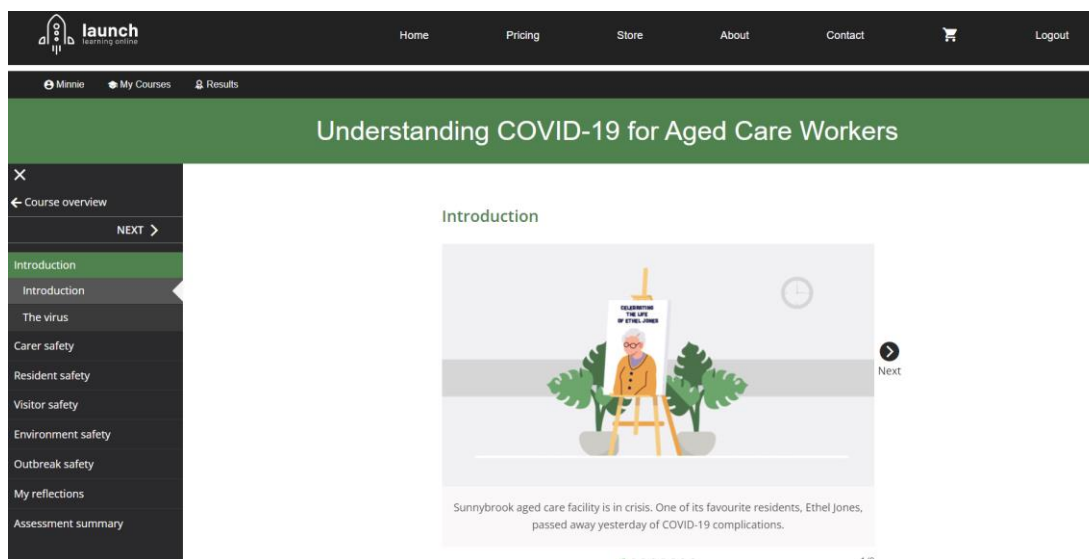 launch
learning online
Home Pricing Store About Contact Logout
Minnie My Courses Results
Understanding COVID-19 for Aged Care Workers
Course overview
NEXT
Introduction
Introduction
The virus
Carer safety
Resident safety
Visitor safety
Environment safety
Outbreak safety
My reflections
Assessment summary
Introduction
CELEBRATING
THE LIFE
OF ETHEL JONES
Next
Sunnybrook aged care facility is in crisis. One of its favourite residents, Ethel Jones,
passed away yesterday of COVID-19 complications.